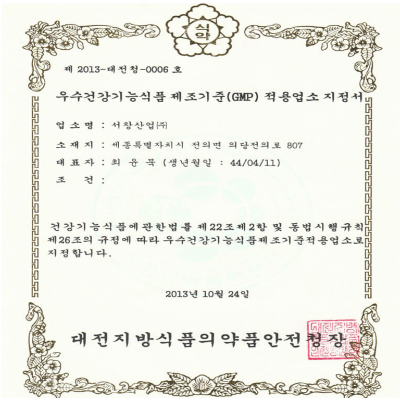 식약
제 2013-대전청-0006 호
우수건강기능식품제조기준(GMP) 적용업소지정서
업 소 명 : 서창산업㈜
소 재 지 : 세종특별자치시 전의면 의당전의로 807
대 표 자 : 최 윤 묵 (생년월일 : 44/04/11)
조 건 :
건강기능식품에관한법률 제22조제2항 및 동법시행규칙
제26조의 규정에 따라 우수건강기능식품제조기준적용업소로
지정합니다.
2013년 10월 24일
대전지방식품의약품안전청장